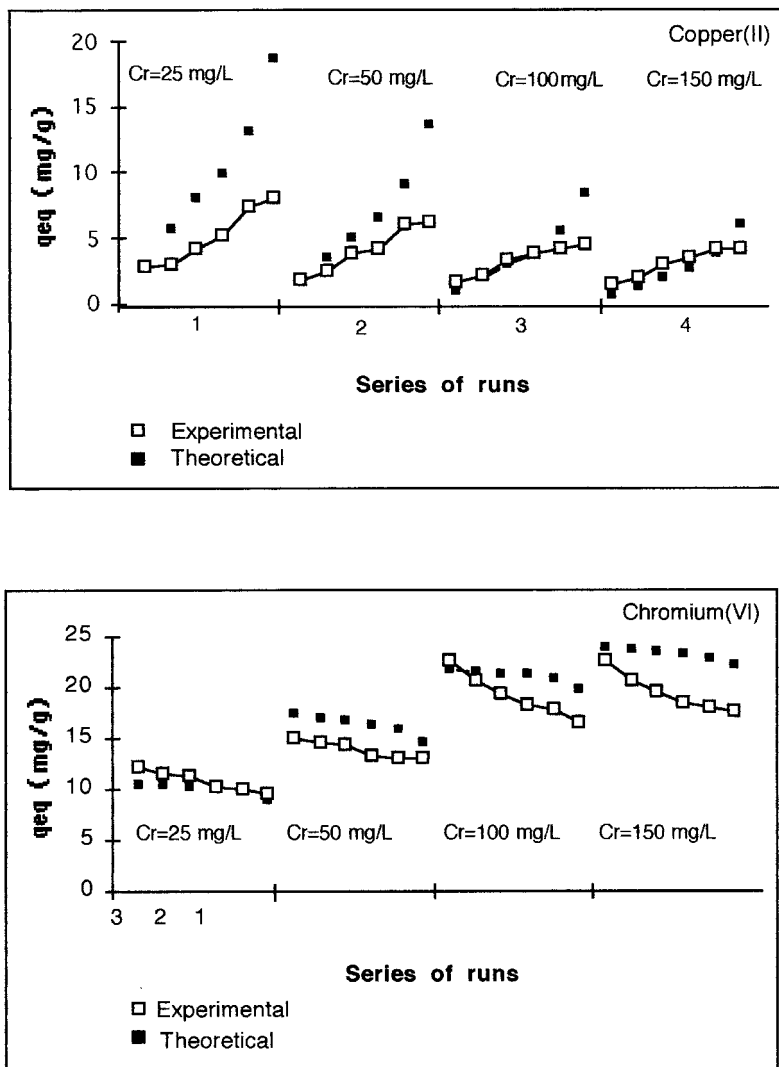 Copper(II)
20
Cr=25 mg/L
Cr=50 mg/L
Cr=100mg/L
Cr=150 mg/L
15
10
5
0
qeq (mg/g)
1
2
3
4
Series of runs
Experimental
Theoretical
Chromium(VI)
25
20
15
10
5
0
qeq (mg/g)
Cr=25 mg/L
Cr=50 mg/L
Cr=100 mg/L
Cr=150 mg/L
3
2
1
Series of runs
Experimental
Theoretical